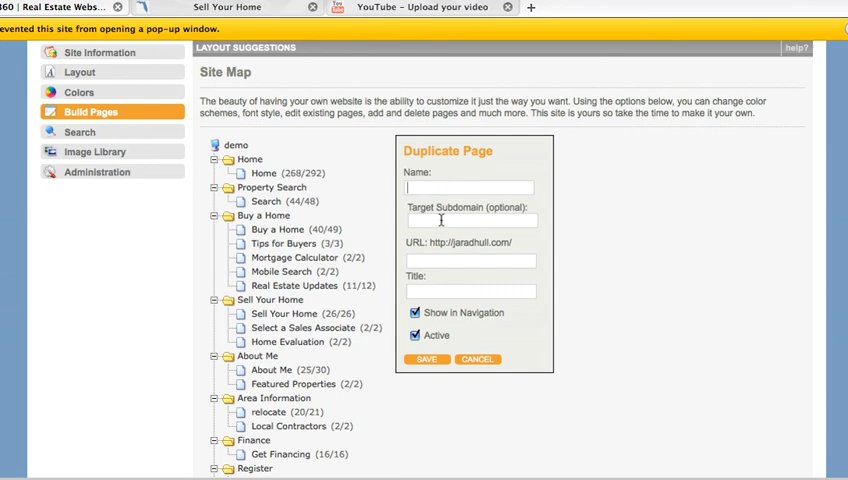 360 | Real Estate Webs...
Sell Your Home
You Tube
YouTube - Upload your video
evented this site from opening a pop-up window.
Site Information
Layout
Colors
Build Pages
Search
Image Library
Administration
LAYOUT SUGGESTIONS
help?
Site Map
The beauty of having your own website is the ability to customize it just the way you want. Using the options below, you can change color
schemes, font style, edit existing pages, add and delete pages and much more. This site is yours so take the time to make it your own.
demo
Home
Home (268/292)
Property Search
Search (44/48)
Buy a Home
Buy a Home (40/49)
Tips for Buyers (3/3)
Mortgage Calculator (2/2)
Mobile Search (2/2)
Real Estate Updates (11/12)
Sell Your Home
Sell Your Home (26/26)
Select a Sales Associate (2/2)
Home Evaluation (2/2)
About Me
About Me (25/30)
Featured Properties (2/2)
Area Information
relocate (20/21)
Local Contractors (2/2)
Finance
Get Financing (16/16)
Register
Duplicate Page
Name:
Target Subdomain (optional):
URL: http://jaradhull.com/
Title:
Show in Navigation
Active
SAVE
CANCEL